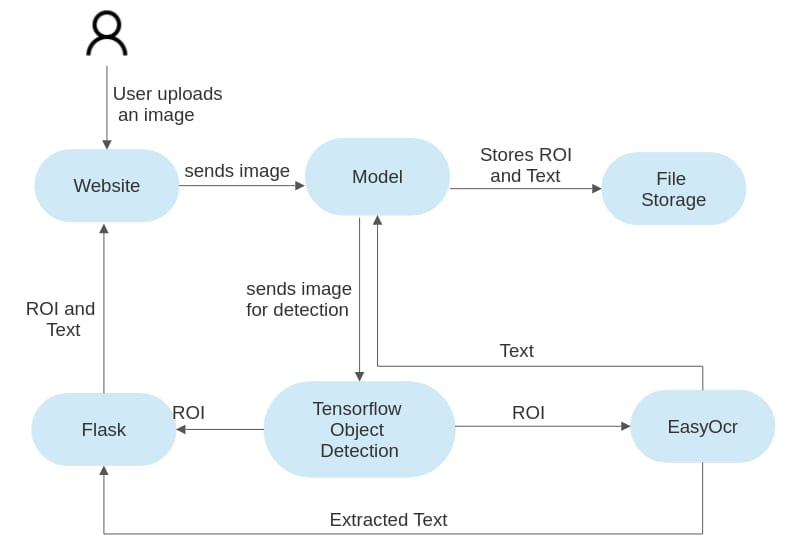 User uploads
an image
Website
sends image
Model
Stores ROI
and Text
File
Storage
ROI and
Text
sends image
for detection
Text
Flask
ROI
Tensorflow
Object
Detection
ROI
EasyOcr
Extracted Text